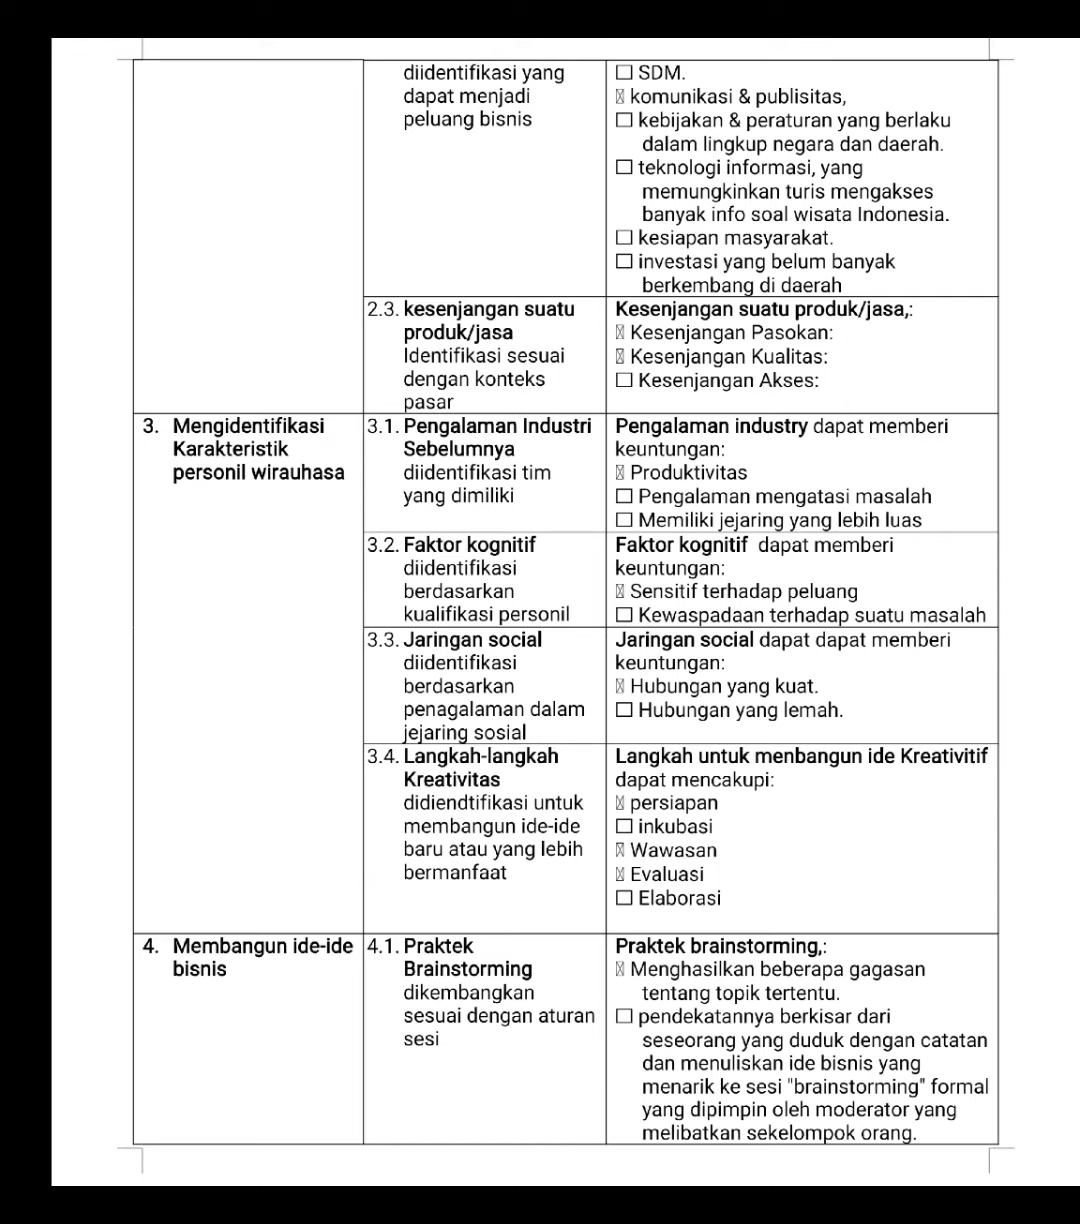 diidentifikasi yang
dapat menjadi
peluang bisnis
☐ SDM.
komunikasi & publisitas,
☐ kebijakan & peraturan yang berlaku
dalam lingkup negara dan daerah.
☐ teknologi informasi, yang
memungkinkan turis mengakses
banyak info soal wisata Indonesia.
☐ kesiapan masyarakat.
☐ investasi yang belum banyak
berkembang di daerah
2.3. kesenjangan suatu
produk/jasa
Identifikasi sesuai
dengan konteks
pasar
Kesenjangan suatu produk/jasa,:
Kesenjangan Pasokan:
Kesenjangan Kualitas:
☐ Kesenjangan Akses:
3. Mengidentifikasi
Karakteristik
personil wirauhasa
3.1. Pengalaman Industri
Sebelumnya
diidentifikasi tim
yang dimiliki
Pengalaman industry dapat memberi
keuntungan:
Produktivitas
☐ Pengalaman mengatasi masalah
☐ Memiliki jejaring yang lebih luas
3.2. Faktor kognitif
diidentifikasi
berdasarkan
kualifikasi personil
Faktor kognitif dapat memberi
keuntungan:
Sensitif terhadap peluang
☐ Kewaspadaan terhadap suatu masalah
3.3. Jaringan social
diidentifikasi
berdasarkan
penagalaman dalam
jejaring sosial
Jaringan social dapat dapat memberi
keuntungan:
Hubungan yang kuat.
☐ Hubungan yang lemah.
3.4. Langkah-langkah
Kreativitas
didiendtifikasi untuk
membangun ide-ide
baru atau yang lebih
bermanfaat
Langkah untuk menbangun ide Kreativitif
dapat mencakupi:
persiapan
☐ inkubasi
Wawasan
Evaluasi
☐ Elaborasi
4. Membangun ide-ide
bisnis
4.1. Praktek
Brainstorming
dikembangkan
sesuai dengan aturan
sesi
Praktek brainstorming,:
Menghasilkan beberapa gagasan
tentang topik tertentu.
☐ pendekatannya berkisar dari
seseorang yang duduk dengan catatan
dan menuliskan ide bisnis yang
menarik ke sesi "brainstorming" formal
yang dipimpin oleh moderator yang
melibatkan sekelompok orang.